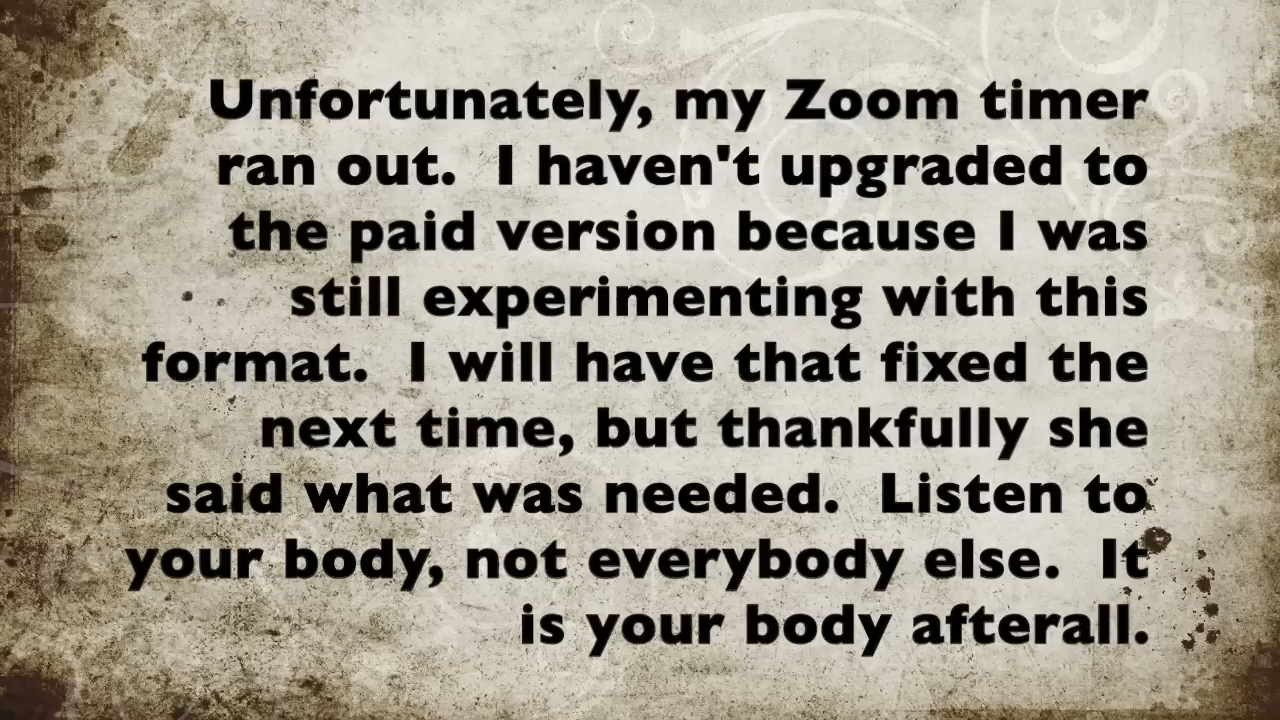 Unfortunately, my Zoom timer
ran out.  I haven't upgraded to
the paid version because I was
still experimenting with this
format.  I will have that fixed the
next time, but thankfully she
said what was needed.  Listen to
your body, not everybody else.  It
is your body afterall.